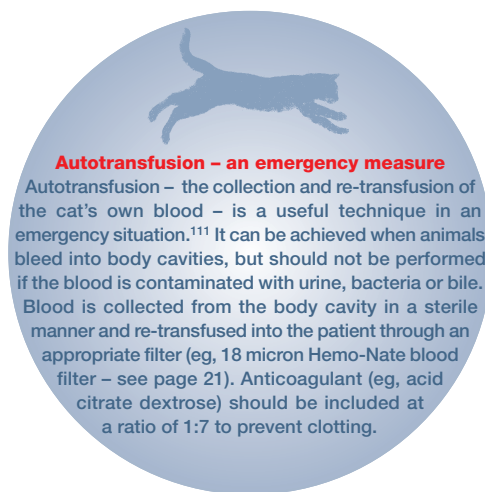 Autotransfusion – an emergency measure
Autotransfusion – the collection and re-transfusion of
the cat's own blood – is a useful technique in an
emergency situation.111 It can be achieved when animals
bleed into body cavities, but should not be performed
if the blood is contaminated with urine, bacteria or bile.
Blood is collected from the body cavity in a sterile
manner and re-transfused into the patient through an
appropriate filter (eg, 18 micron Hemo-Nate blood
filter – see page 21). Anticoagulant (eg, acid
citrate dextrose) should be included at
a ratio of 1:7 to prevent clotting.